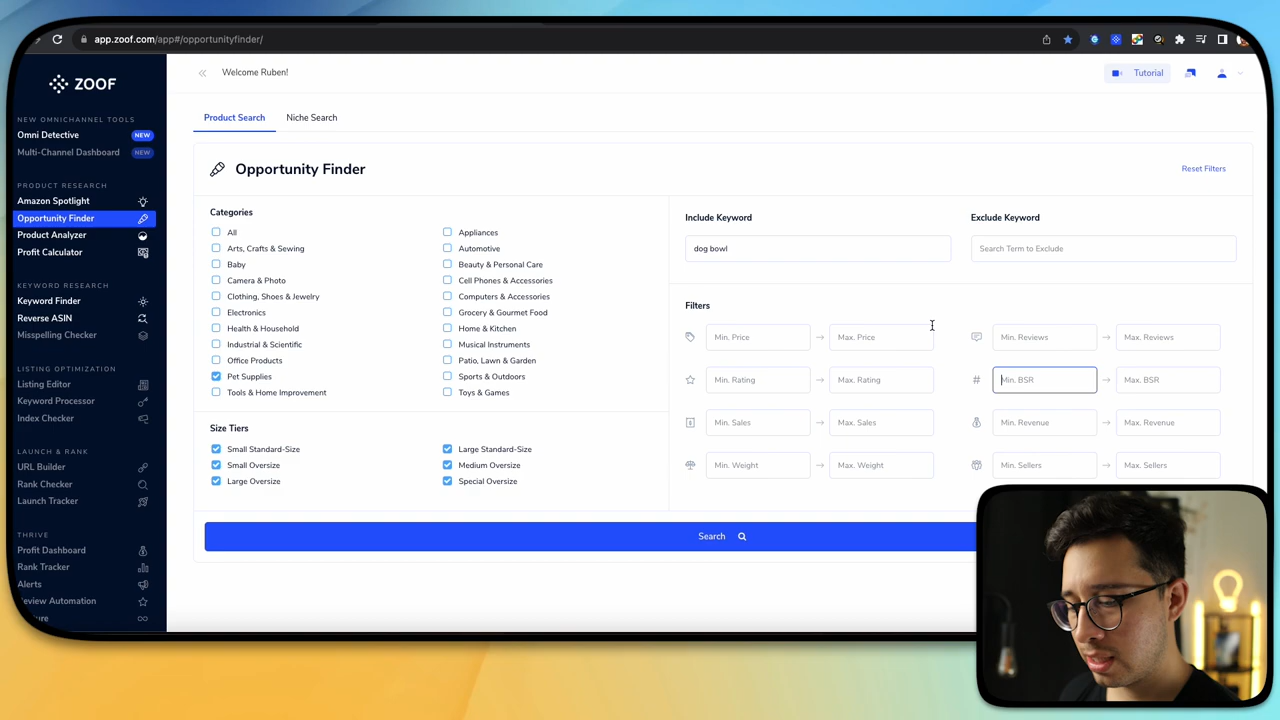 app.zoof.com/app#/opportunityfinder/
ZOOF
Welcome Ruben!
Tutorial
NEW OMNICHANNEL TOOLS
Omni Detective NEW
Multi-Channel Dashboard NEW
PRODUCT RESEARCH
Amazon Spotlight
Opportunity Finder
Product Analyzer
Profit Calculator
KEYWORD RESEARCH
Keyword Finder
Reverse ASIN
Misspelling Checker
LISTING OPTIMIZATION
Listing Editor
Keyword Processor
Index Checker
LAUNCH & RANK
URL Builder
Rank Checker
Launch Tracker
THRIVE
Profit Dashboard
Rank Tracker
Alerts
Review Automation
Product Search Niche Search
Opportunity Finder
Reset Filters
Categories
All Appliances
Arts, Crafts & Sewing Automotive
Baby Beauty & Personal Care
Camera & Photo Cell Phones & Accessories
Clothing, Shoes & Jewelry Computers & Accessories
Electronics Grocery & Gourmet Food
Health & Household Home & Kitchen
Industrial & Scientific Musical Instruments
Office Products Patio, Lawn & Garden
Pet Supplies Sports & Outdoors
Tools & Home Improvement Toys & Games
Size Tiers
Small Standard-Size Large Standard-Size
Small Oversize Medium Oversize
Large Oversize Special Oversize
Include Keyword Exclude Keyword
dog bowl Search Term to Exclude
Filters
Min. Price → Max. Price Min. Reviews → Max. Reviews
Min. Rating → Max. Rating # Min. BSR → Max. BSR
Min. Sales → Max. Sales Min. Revenue → Max. Revenue
Min. Weight → Max. Weight Min. Sellers → Max. Sellers
Search